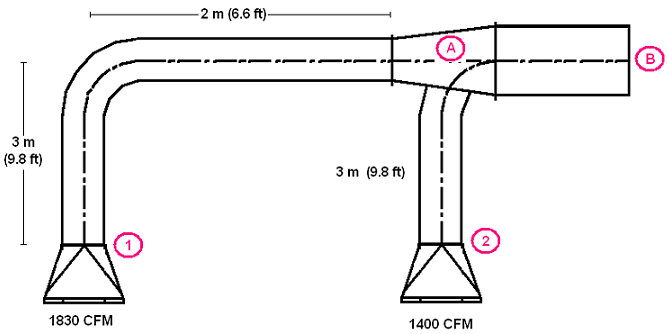 2 m (6.6 ft)
A
B
3 m
(9.8 ft)
3 m (9.8 ft)
1
2
1830 CFM
1400 CFM